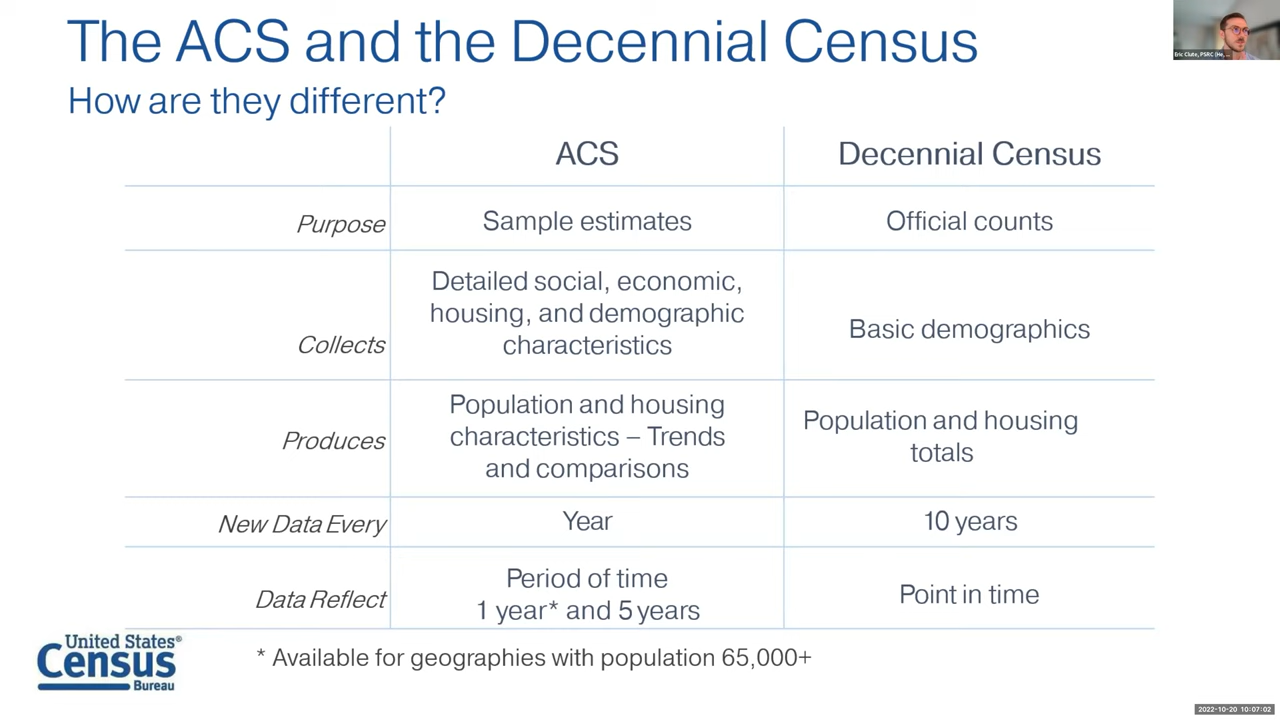 The ACS and the Decennial Census
How are they different?
ACS
Decennial Census
Purpose
Sample estimates
Official counts
Collects
Detailed social, economic,
housing, and demographic
characteristics
Basic demographics
Produces
Population and housing
characteristics – Trends
and comparisons
Population and housing
totals
New Data Every
Year
10 years
Data Reflect
Period of time
1 year* and 5 years
Point in time
* Available for geographies with population 65,000+
United States®
Census
Bureau
Eric Clute, PSRC (He, ...
2022-10-20 10:07:02